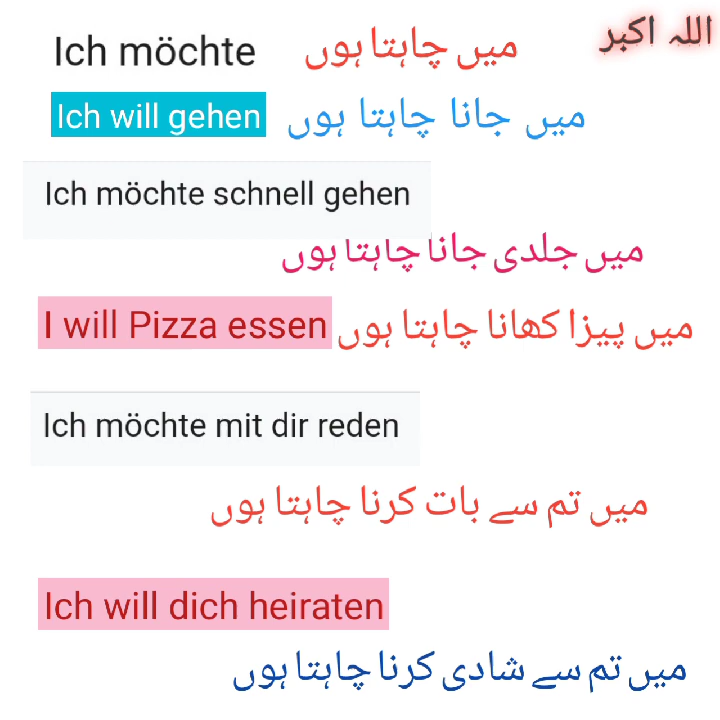 اللہ اکبر
Ich möchte میں چاہتا ہوں
Ich will gehen میں جانا چاہتا ہوں
Ich möchte schnell gehen
میں جلدی جانا چاہتا ہوں
I will Pizza essen میں پیزا کھانا چاہتا ہوں
Ich möchte mit dir reden
میں تم سے بات کرنا چاہتا ہوں
Ich will dich heiraten
میں تم سے شادی کرنا چاہتا ہوں